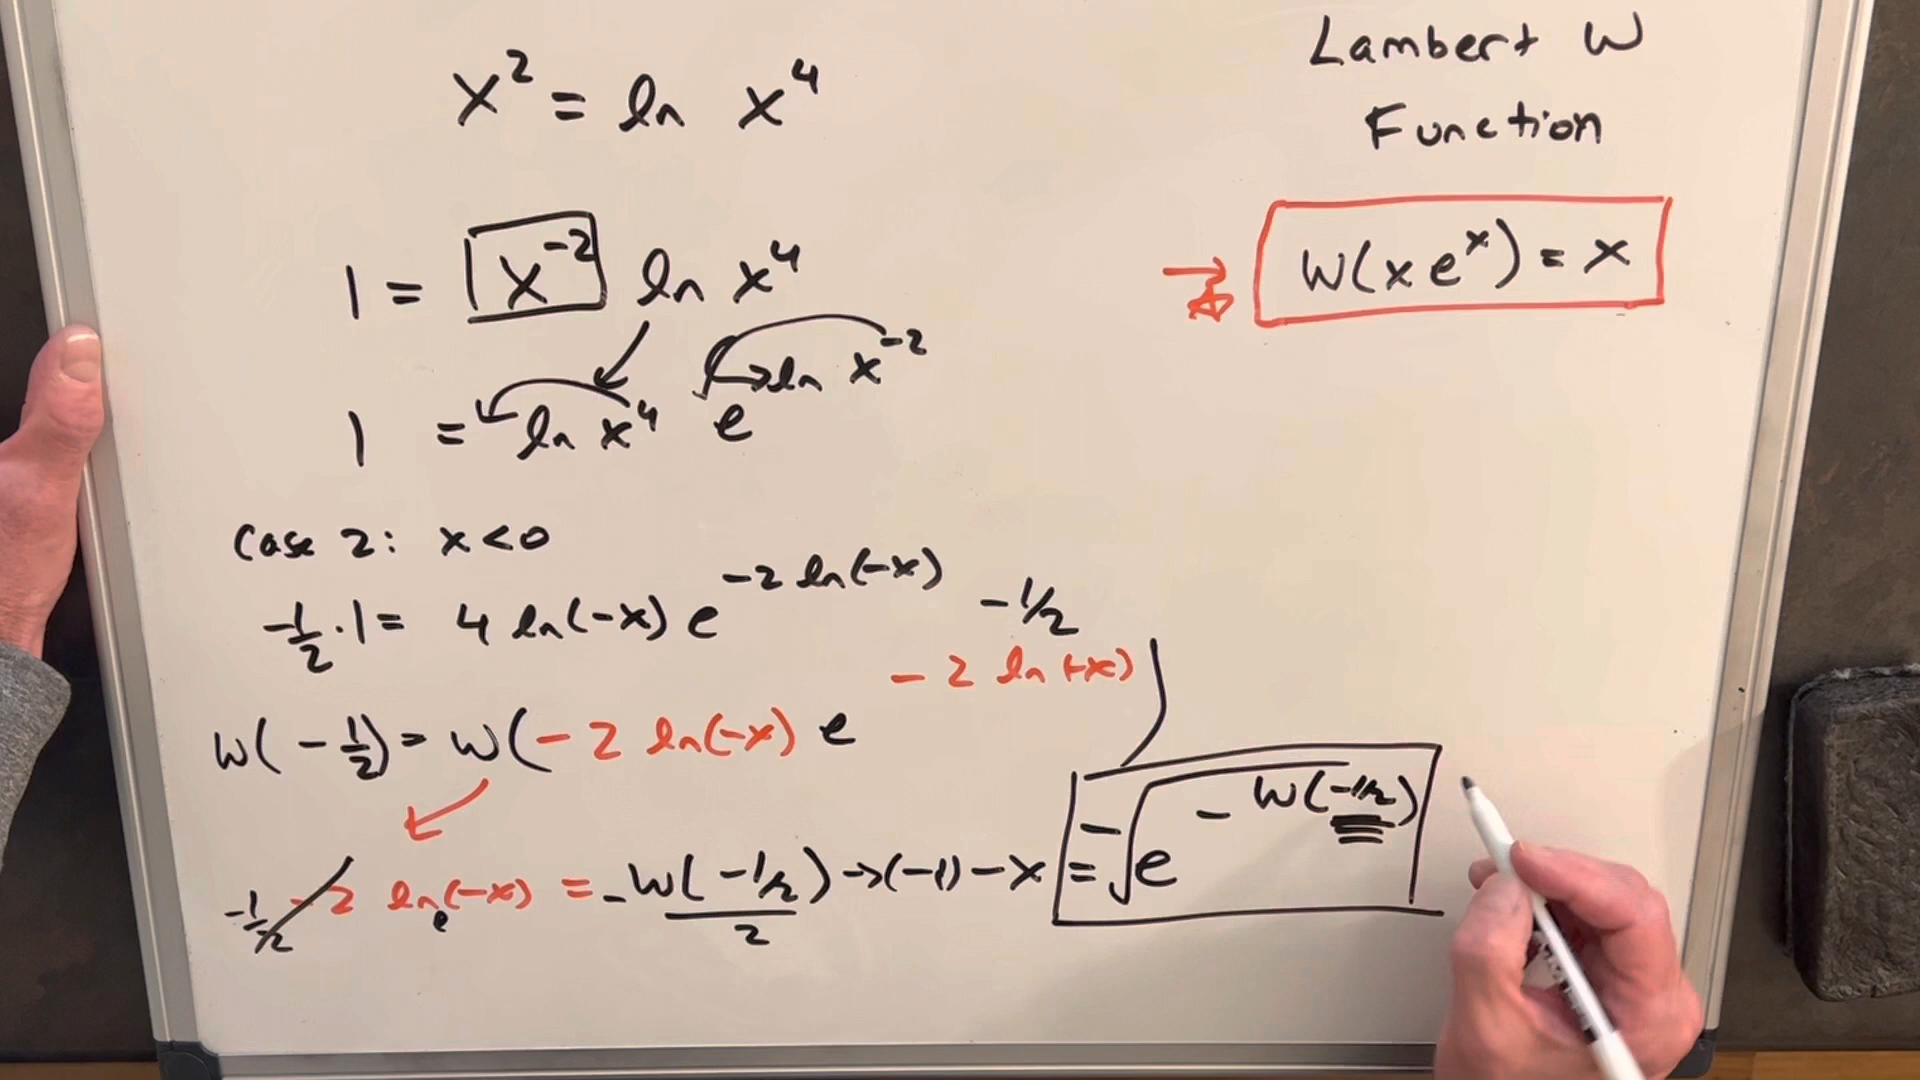 x² = ln x⁴
Lambert W
Function
1 = x⁻² ln x⁴
W(x eˣ) = x
1 = ln x⁴ e^(ln x⁻²)
Case 2: x < 0
-1/2 · 1 = 4 ln(-x) e^(-2 ln(-x)) -1/2
W(-1/2) = W(-2 ln(-x) e^(-2 ln(-x)))
-1/2 -2 ln_e(-x) = -W(-1/2)/2 → (-1) -x = -√(e^(-W(-1/2)))